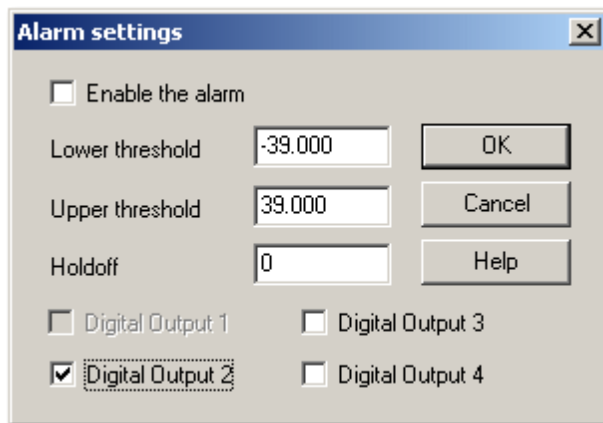 Alarm settings
Enable the alarm
Lower threshold -39.000 OK
Upper threshold 39.000 Cancel
Holdoff 0 Help
Digital Output 1 Digital Output 3
Digital Output 2 Digital Output 4